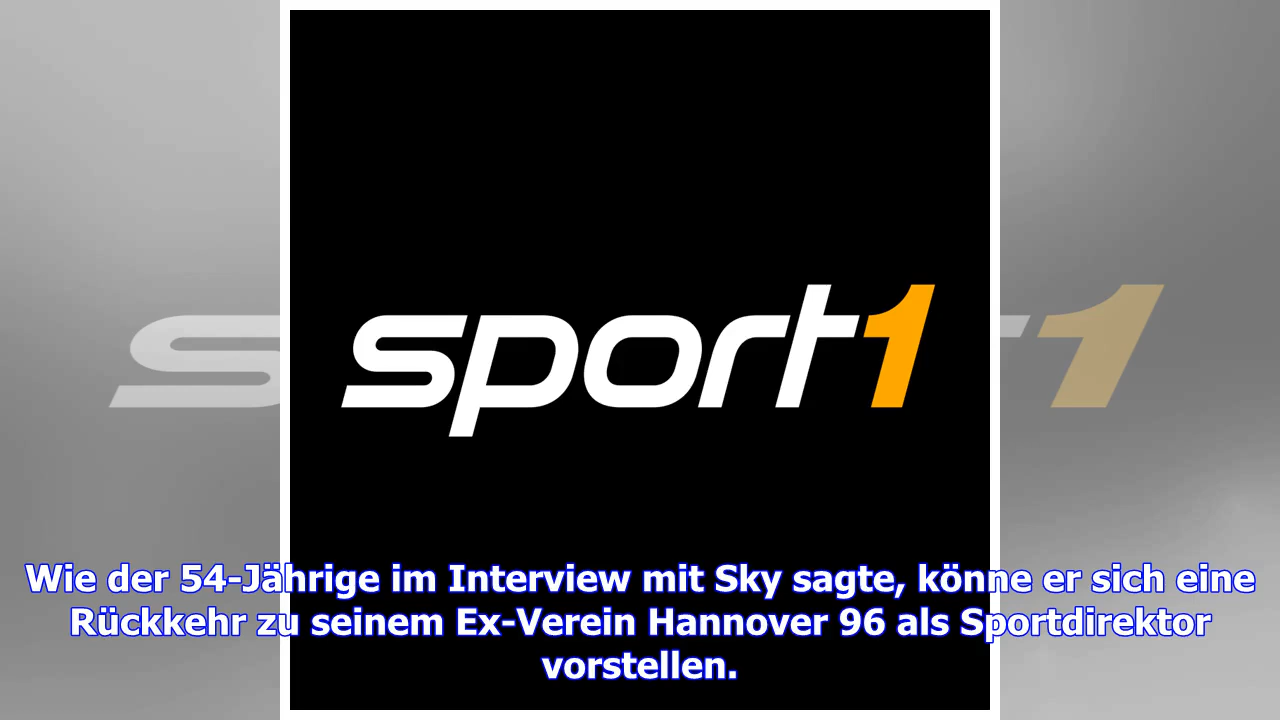 sport1
Wie der 54-Jährige im Interview mit Sky sagte, könne er sich eine
Rückkehr zu seinem Ex-Verein Hannover 96 als Sportdirektor
vorstellen.